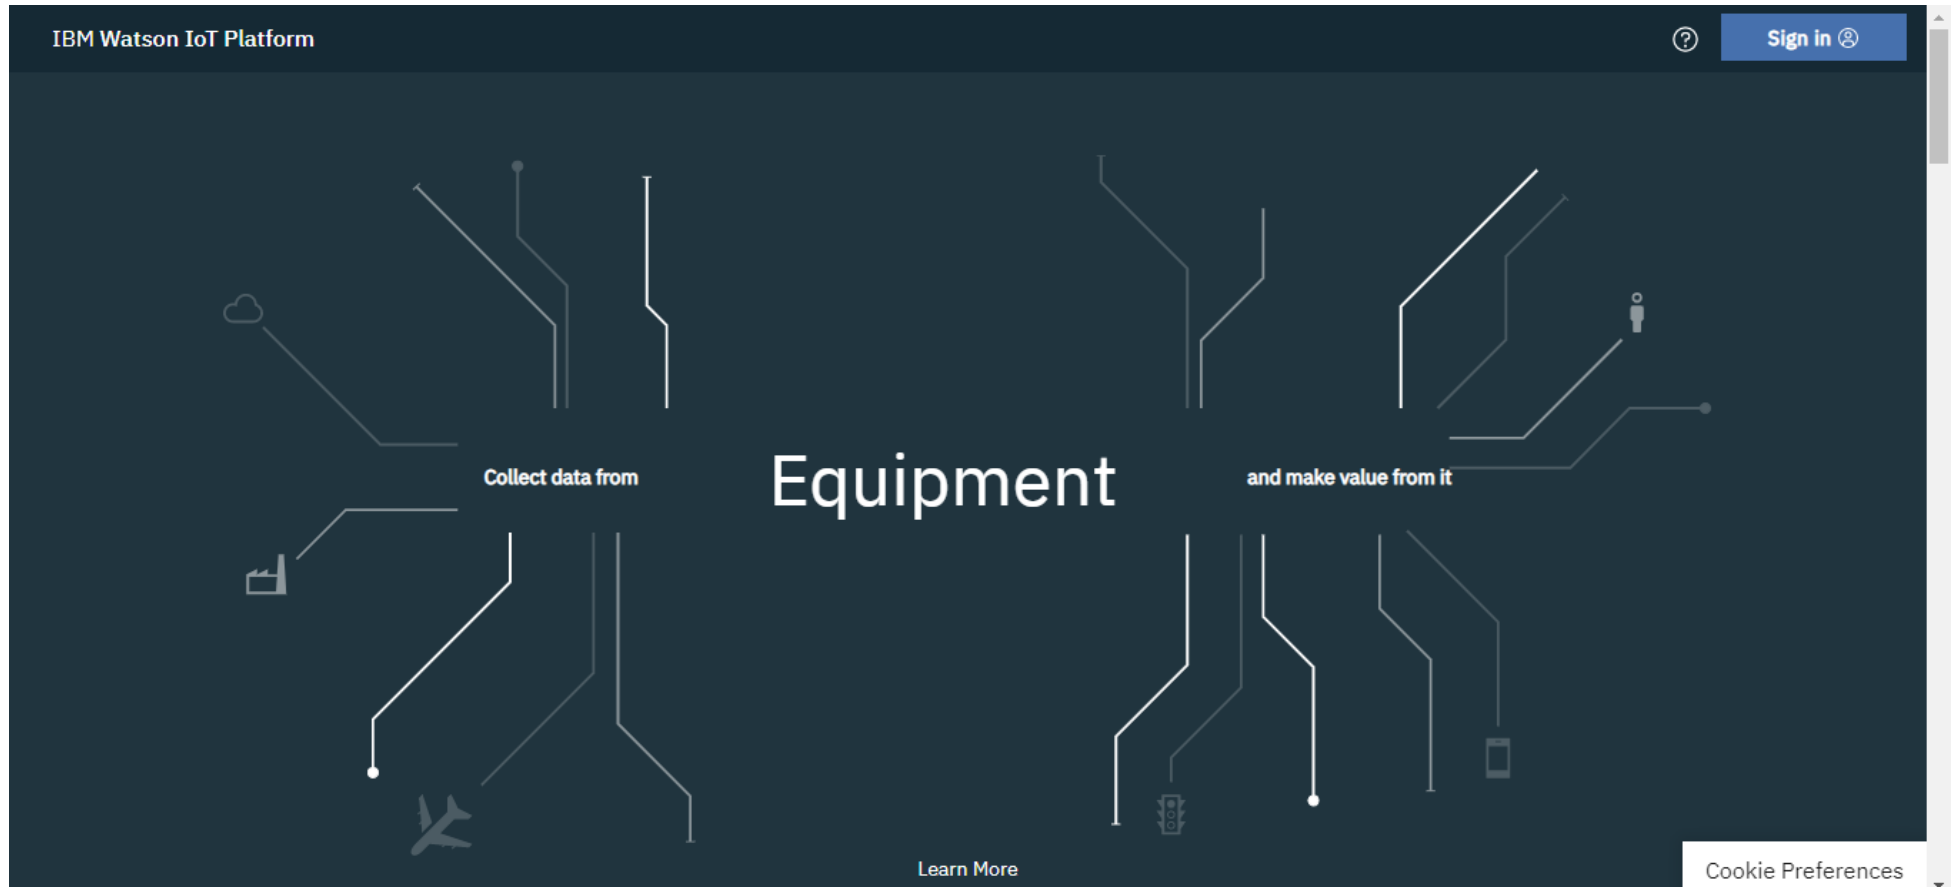 IBM Watson IoT Platform
Sign in
Collect data from
Equipment
and make value from it
Learn More
Cookie Preferences